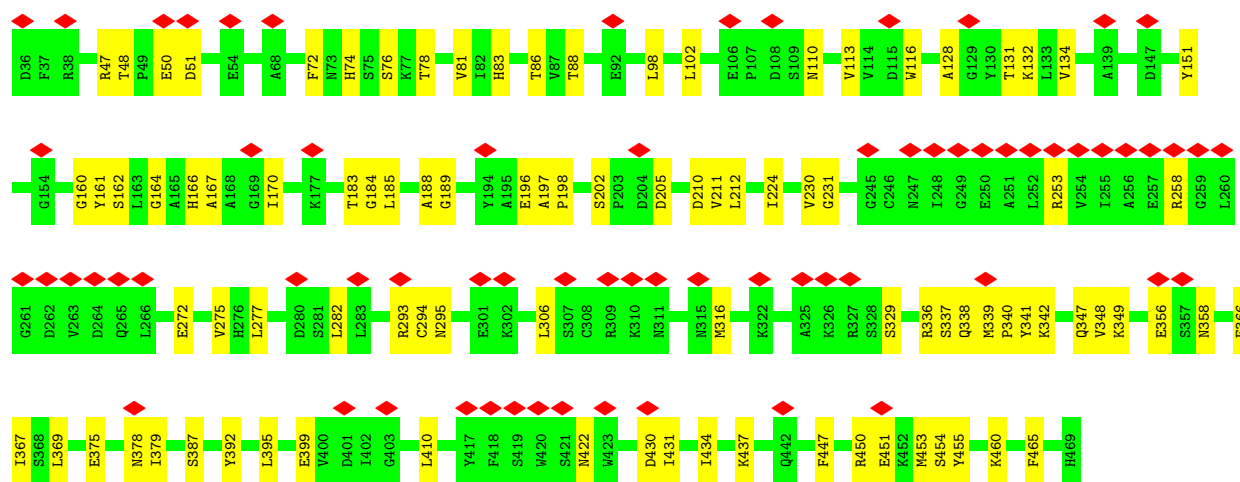 D36 F37 R38 R47 T48 P49 E50 D51 E54 A68 F72 N73 H74 S75 S76 K77 T78 V81 I82 H83 T86 V87 T88 E92 L98 L102 E106 P107 D108 S109 N110 V113 V114 D115 W116 A128 G129 Y130 T131 K132 L133 V134 A139 D147 Y151
G154 G160 Y161 S162 L163 G164 A165 H166 A167 A168 G169 I170 K177 T183 G184 L185 A188 G189 Y194 A195 E196 A197 P198 S202 P203 D204 D205 D210 V211 L212 I224 V230 G231 G245 C246 N247 I248 G249 E250 A251 L252 R253 V254 I255 A256 E257 R258 G259 L260
G261 D262 V263 D264 Q265 L266 E272 V275 H276 L277 D280 S281 L282 L283 R293 C294 N295 E301 K302 L306 S307 C308 R309 K310 N311 N315 M316 K322 A325 K326 R327 S328 S329 R336 S337 Q338 M339 P340 Y341 K342 Q347 V348 K349 E356 S357 N358
I367 S368 L369 E375 N378 I379 S387 Y392 L395 E399 V400 D401 I402 G403 L410 Y417 F418 S419 W420 S421 N422 W423 D430 I431 I434 K437 Q442 F447 R450 E451 K452 M453 S454 Y455 K460 F465 H469